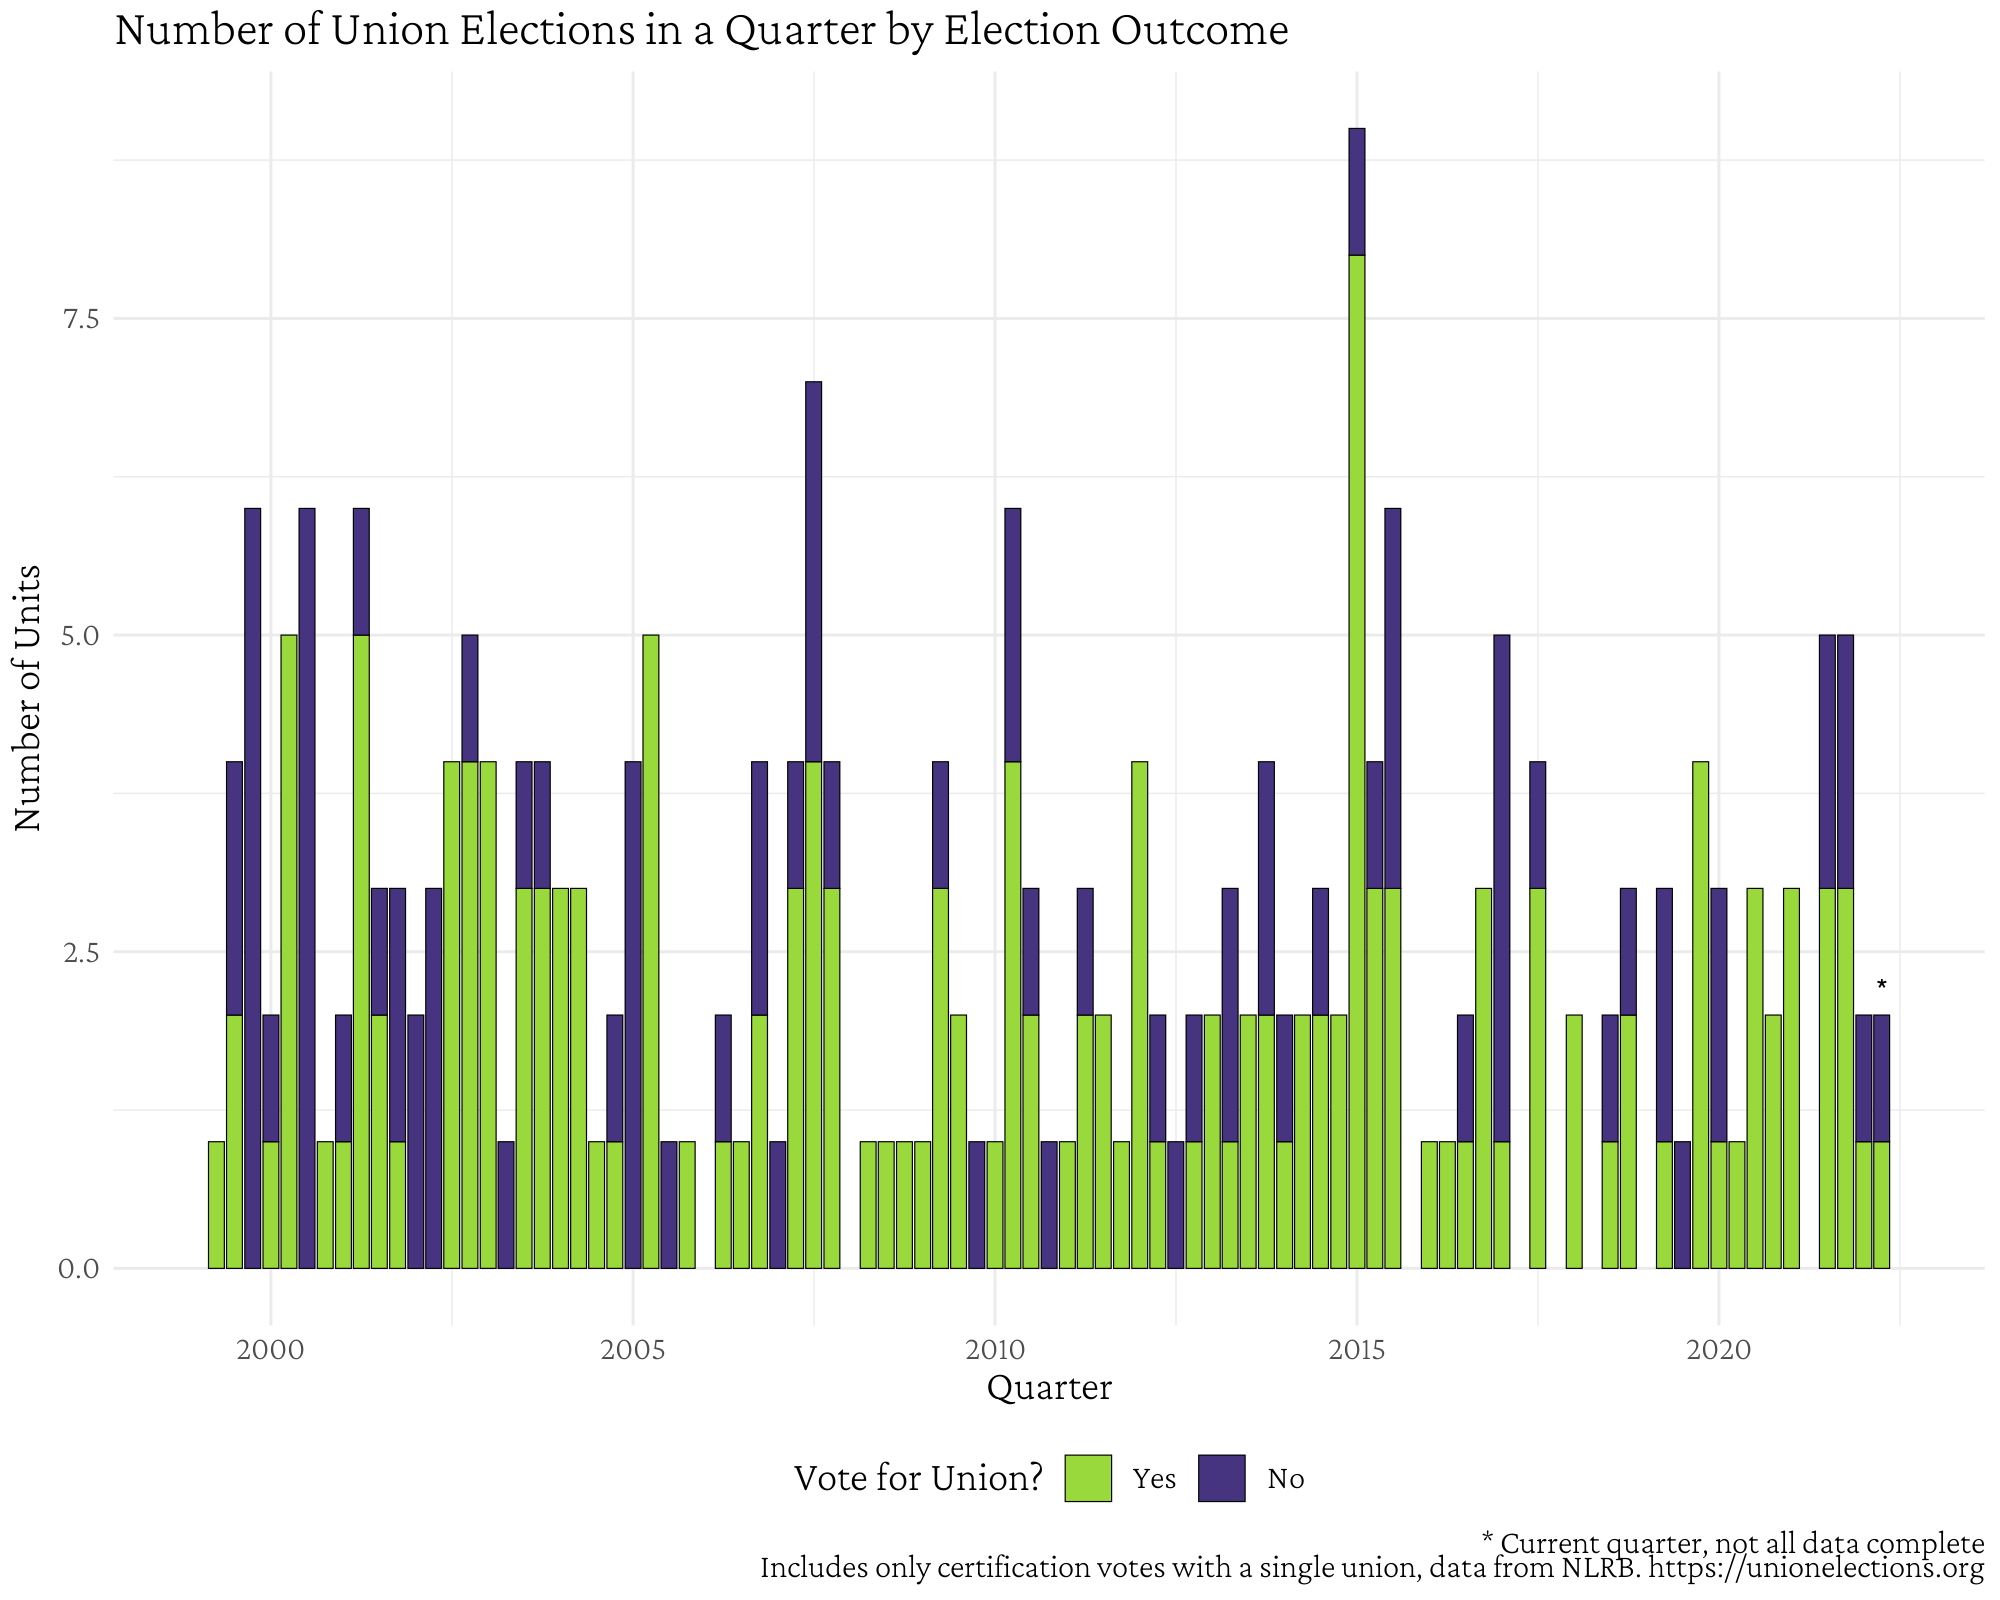 Number of Union Elections in a Quarter by Election Outcome
Number of Units
7.5
5.0
2.5
0.0
*
2000 2005 2010 2015 2020
Quarter
Vote for Union? Yes No
* Current quarter, not all data complete
Includes only certification votes with a single union, data from NLRB. https://unionelections.org